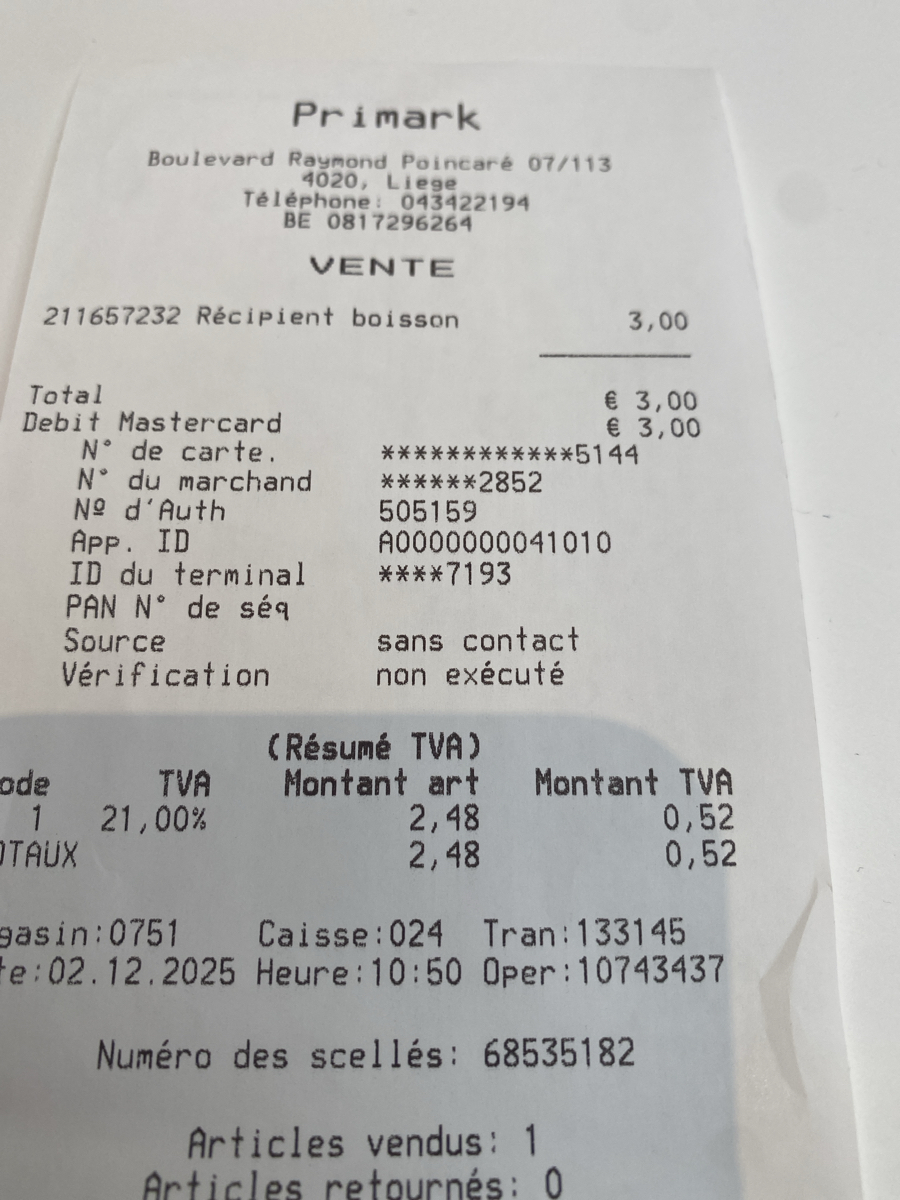 Primark
Boulevard Raymond Poincaré 07/113
4020, Liege
Téléphone: 043422194
BE 0817296264
VENTE
211657232 Récipient boisson 3,00
Total € 3,00
Debit Mastercard € 3,00
N° de carte. ************5144
N° du marchand ******2852
Nº d'Auth 505159
App. ID A0000000041010
ID du terminal ****7193
PAN N° de séq
Source sans contact
Vérification non exécuté
(Résumé TVA)
ode TVA Montant art Montant TVA
1 21,00% 2,48 0,52
OTAUX 2,48 0,52
gasin:0751 Caisse:024 Tran:133145
te:02.12.2025 Heure:10:50 Oper:10743437
Numéro des scellés: 68535182
Articles vendus: 1
Articles retournés: 0